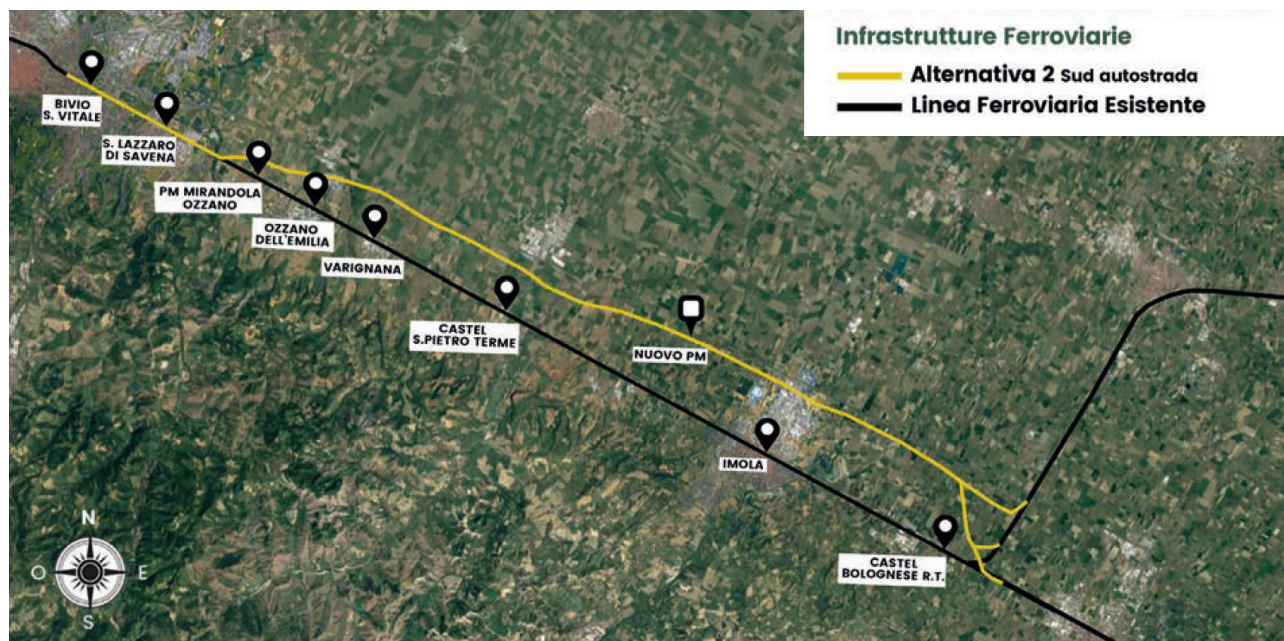 Infrastrutture Ferroviarie
Alternativa 2 Sud autostrada
Linea Ferroviaria Esistente
BIVIO
S. VITALE
S. LAZZARO
DI SAVENA
PM MIRANDOLA
OZZANO
OZZANO
DELL'EMILIA
VARIGNANA
CASTEL
S.PIETRO TERME
NUOVO PM
IMOLA
CASTEL
BOLOGNESE R.T.
N
O
E
S